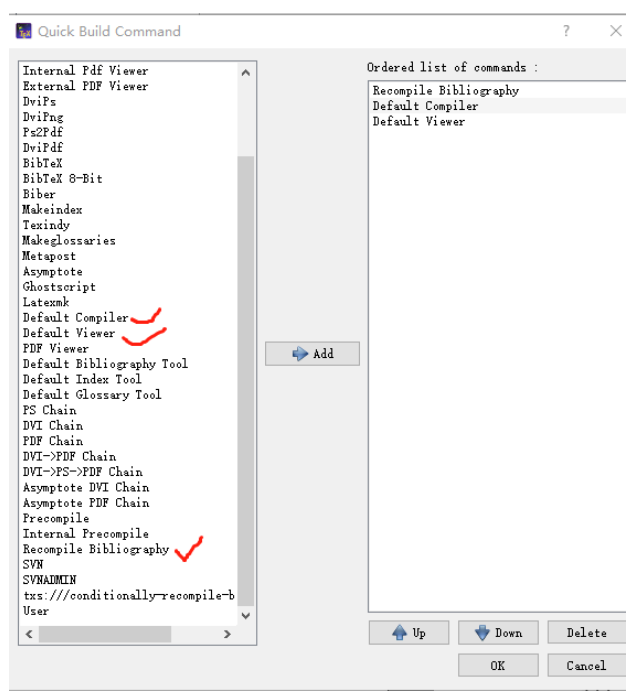 Quick Build Command
Ordered list of commands :
Internal Pdf Viewer
External PDF Viewer
DviPs
DviPng
Ps2Pdf
DviPdf
BibTeX
BibTeX 8-Bit
Biber
Makeindex
Texindy
Makeglossaries
Metapost
Asymptote
Ghostscript
Latexmk
Default Compiler
Default Viewer
PDF Viewer
Default Bibliography Tool
Default Index Tool
Default Glossary Tool
PS Chain
DVI Chain
PDF Chain
DVI->PDF Chain
DVI->PS->PDF Chain
Asymptote DVI Chain
Asymptote PDF Chain
Precompile
Internal Precompile
Recompile Bibliography
SVN
SVNADMIN
txs:///conditionally-recompile-b
User
Add
Recompile Bibliography
Default Compiler
Default Viewer
Up
Down
Delete
OK
Cancel